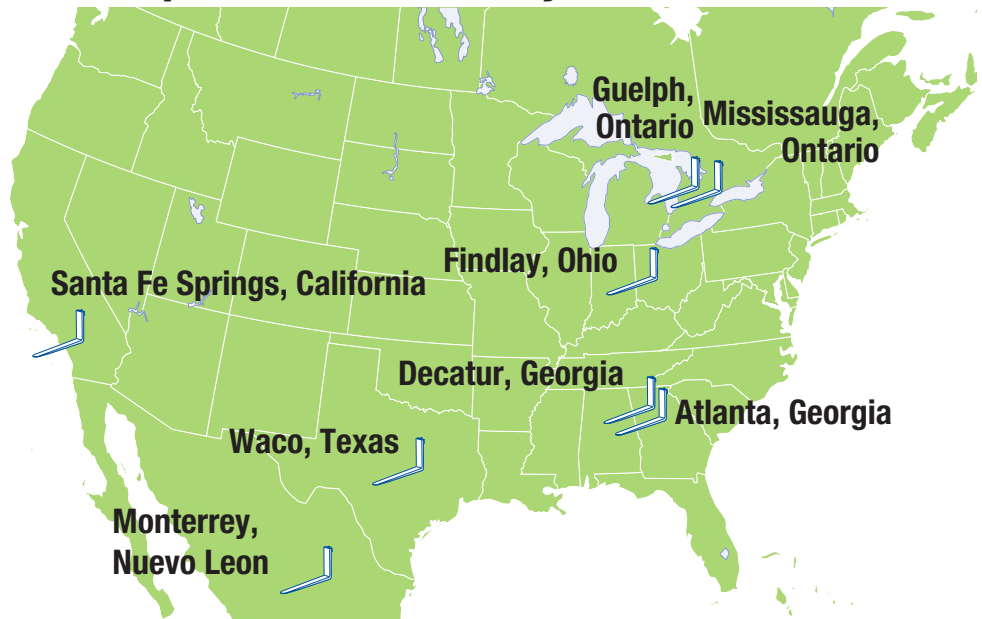 Guelph,
Ontario
Mississauga,
Ontario
Findlay, Ohio
Santa Fe Springs, California
Decatur, Georgia
Atlanta, Georgia
Waco, Texas
Monterrey,
Nuevo Leon